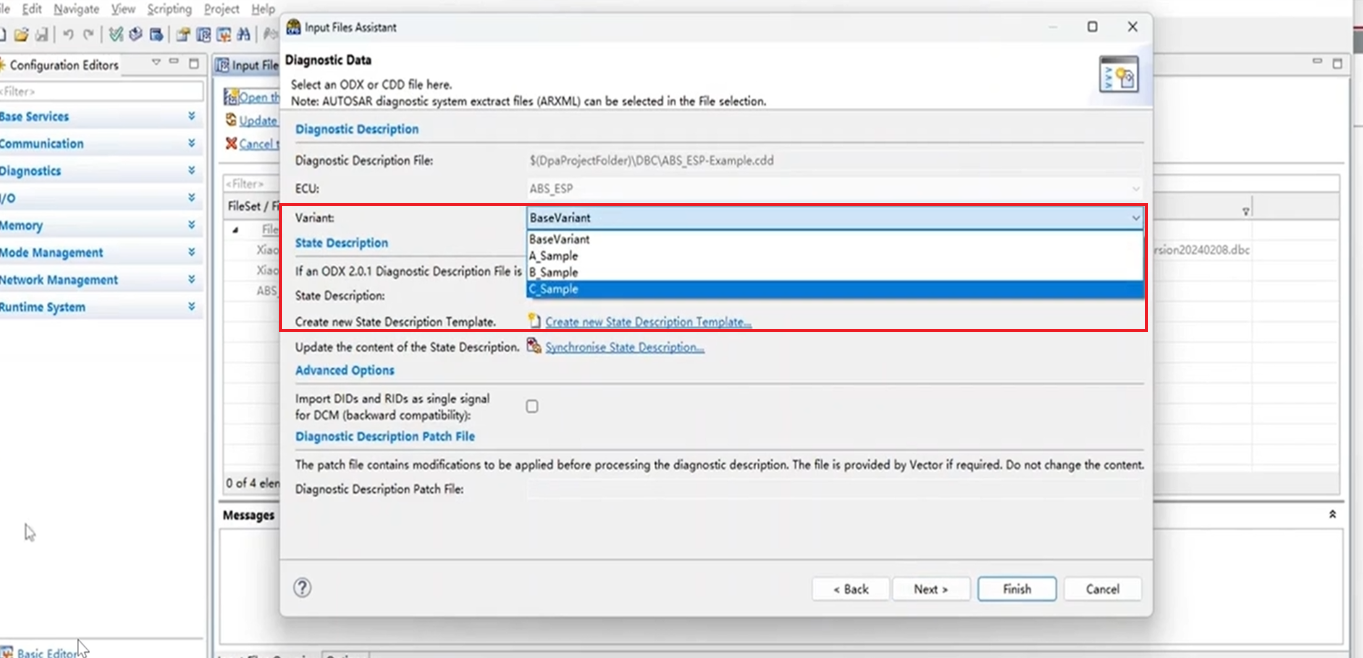 Edit Navigate View Scripting Project Help
Input Files Assistant
Configuration Editors
Input File
Diagnostic Data
Select an ODX or CDD file here.
Note: AUTOSAR diagnostic system exctract files (ARXML) can be selected in the File selection.
<Filter>
Open th
Base Services
Update
Communication
Cancel t
Diagnostics
I/O
Memory
Mode Management
Network Management
Runtime System
<Filter>
FileSet / Fi
File
Xiao
Xiao
ABS_
rsion20240208.dbc
0 of 4 elen
Diagnostic Description
Diagnostic Description File: $(DpaProjectFolder)\DBC\ABS_ESP-Example.cdd
ECU: ABS_ESP
Variant: BaseVariant
BaseVariant
A_Sample
B_Sample
C_Sample
State Description
If an ODX 2.0.1 Diagnostic Description File is
State Description:
Create new State Description Template. Create new State Description Template...
Update the content of the State Description. Synchronise State Description...
Advanced Options
Import DIDs and RIDs as single signal
for DCM (backward compatibility):
Diagnostic Description Patch File
The patch file contains modifications to be applied before processing the diagnostic description. The file is provided by Vector if required. Do not change the content.
Diagnostic Description Patch File:
Messages
< Back Next > Finish Cancel
Basic Editor